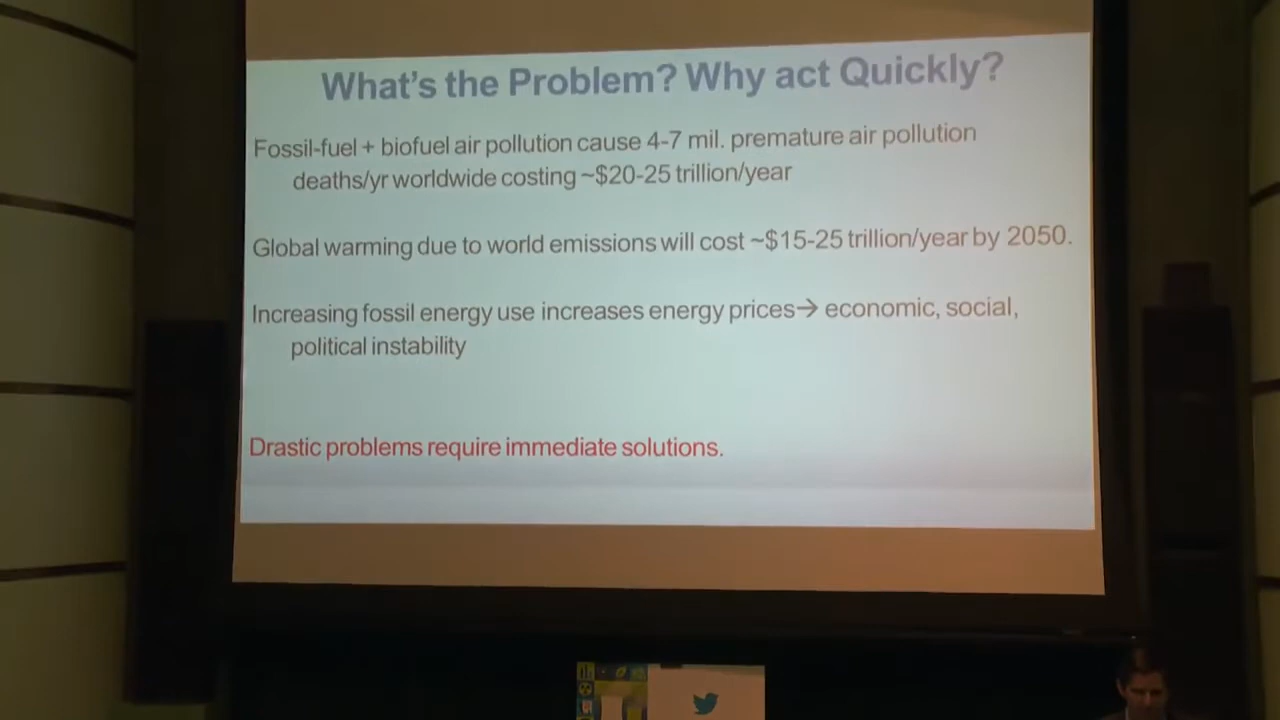 What's the Problem? Why act Quickly?
Fossil-fuel + biofuel air pollution cause 4-7 mil. premature air pollution
deaths/yr worldwide costing ~$20-25 trillion/year
Global warming due to world emissions will cost ~$15-25 trillion/year by 2050.
Increasing fossil energy use increases energy prices→ economic, social,
political instability
Drastic problems require immediate solutions.